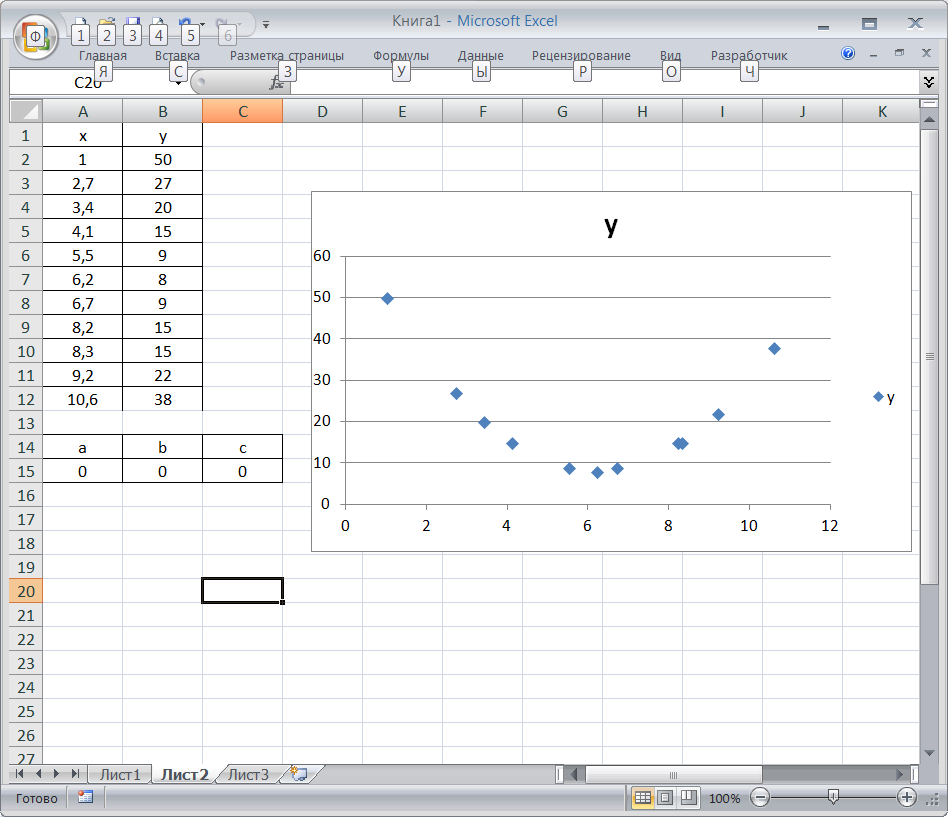 Книга1 - Microsoft Excel
Ф 1 2 3 4 5 6
Главная Вставка Разметка страницы Формулы Данные Рецензирование Вид Разработчик
Я С З У Ы Р О Ч
C20 fx
A B C D E F G H I J K
1 x y
2 1 50
3 2,7 27
4 3,4 20
5 4,1 15
6 5,5 9
7 6,2 8
8 6,7 9
9 8,2 15
10 8,3 15
11 9,2 22
12 10,6 38
13
14 a b c
15 0 0 0
16
17
18
19
20
21
22
23
24
25
26
27
y
60
50
40
30
20
10
0
0 2 4 6 8 10 12
y
Лист1 Лист2 Лист3
Готово 100%